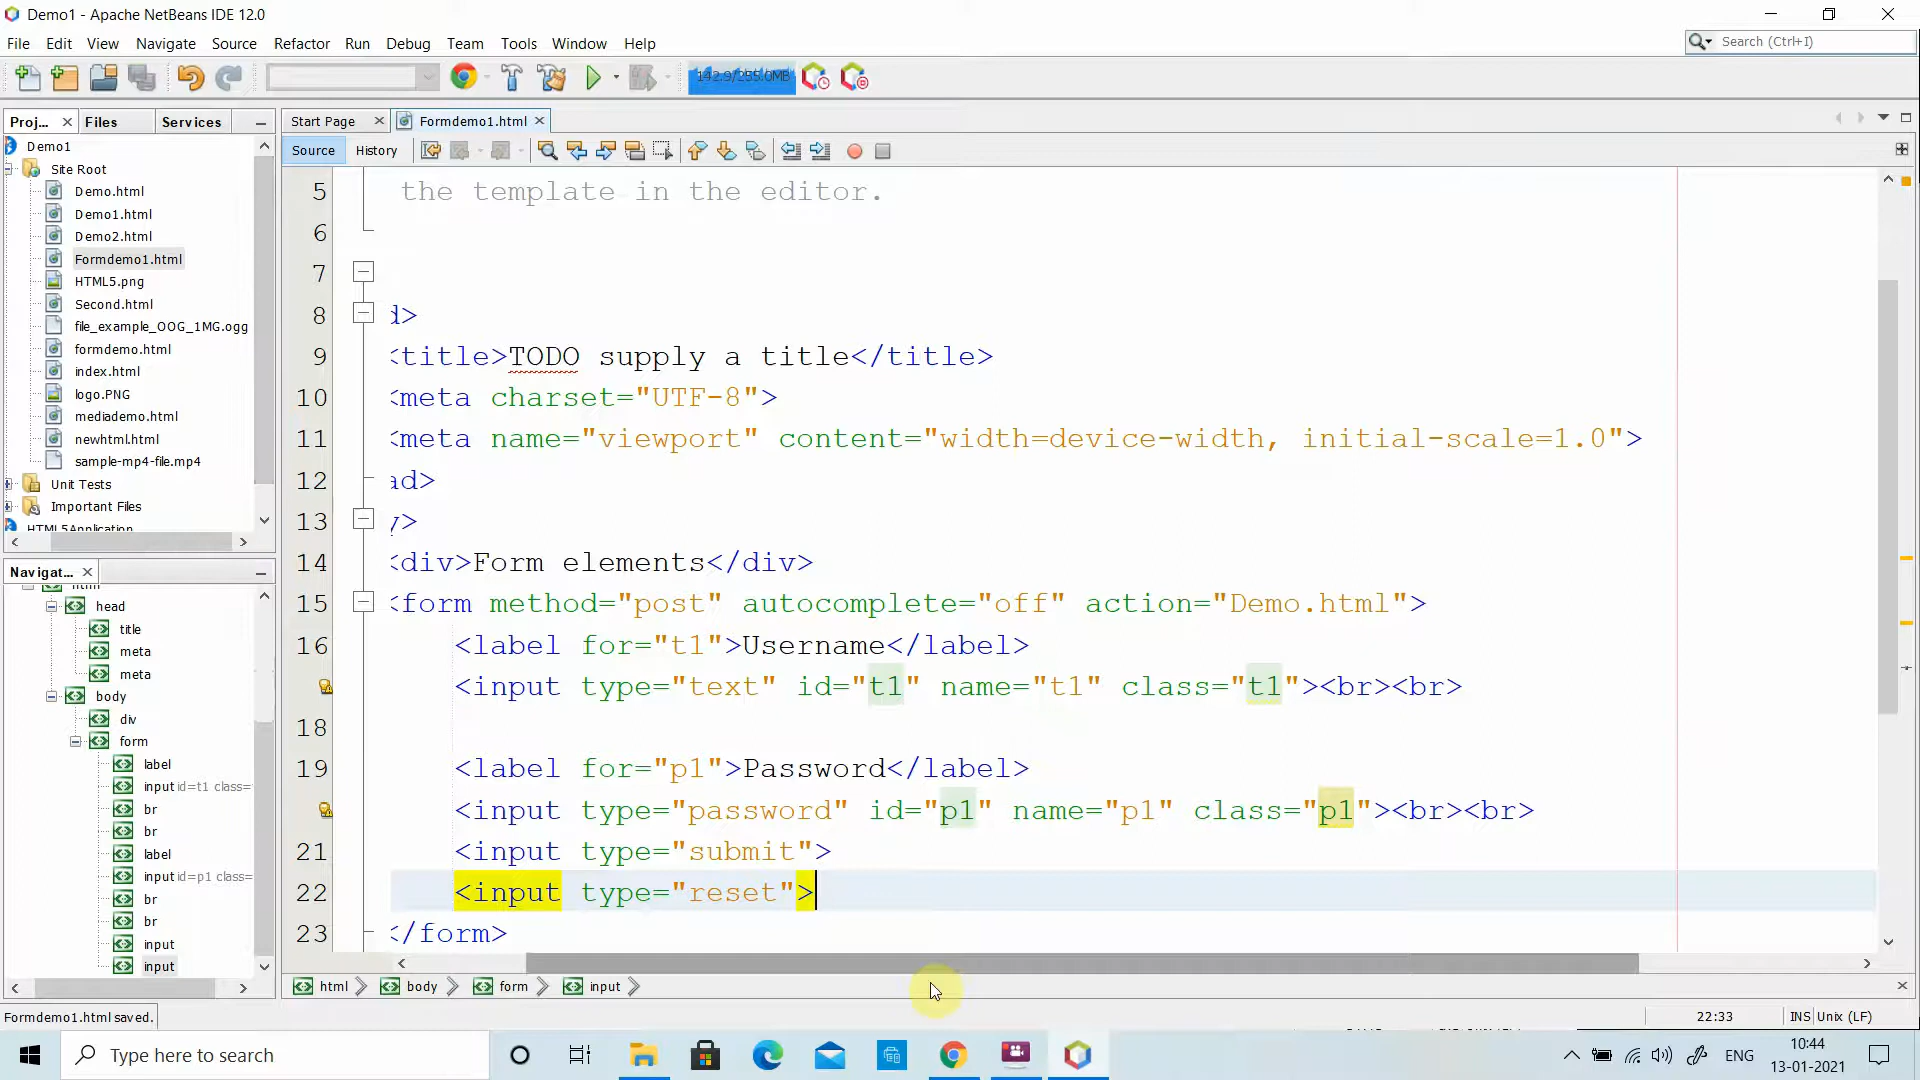 Demo1 - Apache NetBeans IDE 12.0
File Edit View Navigate Source Refactor Run Debug Team Tools Window Help
Search (Ctrl+I)
142.9/255.0MB
Proj... Files Services
Start Page Formdemo1.html
Source History
Demo1
Site Root
Demo.html
Demo1.html
Demo2.html
Formdemo1.html
HTML5.png
Second.html
file_example_OOG_1MG.ogg
formdemo.html
index.html
logo.PNG
mediademo.html
newhtml.html
sample-mp4-file.mp4
Unit Tests
Important Files
HTML5Application
Navigat...
html
head
title
meta
meta
body
div
form
label
input id=t1 class=
br
br
label
input id=p1 class=
br
br
input
input
5 the template in the editor.
6
7
8 d>
9 <title>TODO supply a title</title>
10 <meta charset="UTF-8">
11 <meta name="viewport" content="width=device-width, initial-scale=1.0">
12 ad>
13 y>
14 <div>Form elements</div>
15 <form method="post" autocomplete="off" action="Demo.html">
16 <label for="t1">Username</label>
<input type="text" id="t1" name="t1" class="t1"><br><br>
18
19 <label for="p1">Password</label>
<input type="password" id="p1" name="p1" class="p1"><br><br>
21 <input type="submit">
22 <input type="reset">
23 </form>
html body form input
Formdemo1.html saved.
22:33 INS Unix (LF)
Type here to search
ENG
10:44
13-01-2021